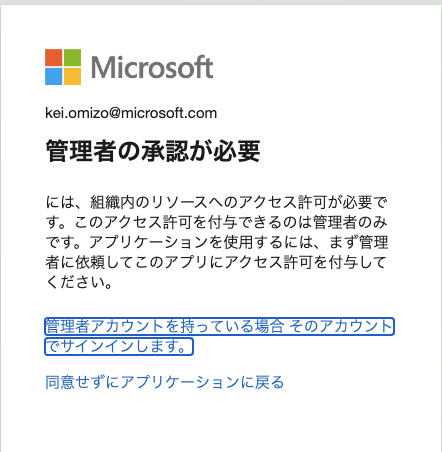 Microsoft
kei.omizo@microsoft.com
管理者の承認が必要
には、組織内のリソースへのアクセス許可が必要で
す。このアクセス許可を付与できるのは管理者のみ
です。アプリケーションを使用するには、まず管理
者に依頼してこのアプリにアクセス許可を付与して
ください。
管理者アカウントを持っている場合 そのアカウント
でサインインします。
同意せずにアプリケーションに戻る